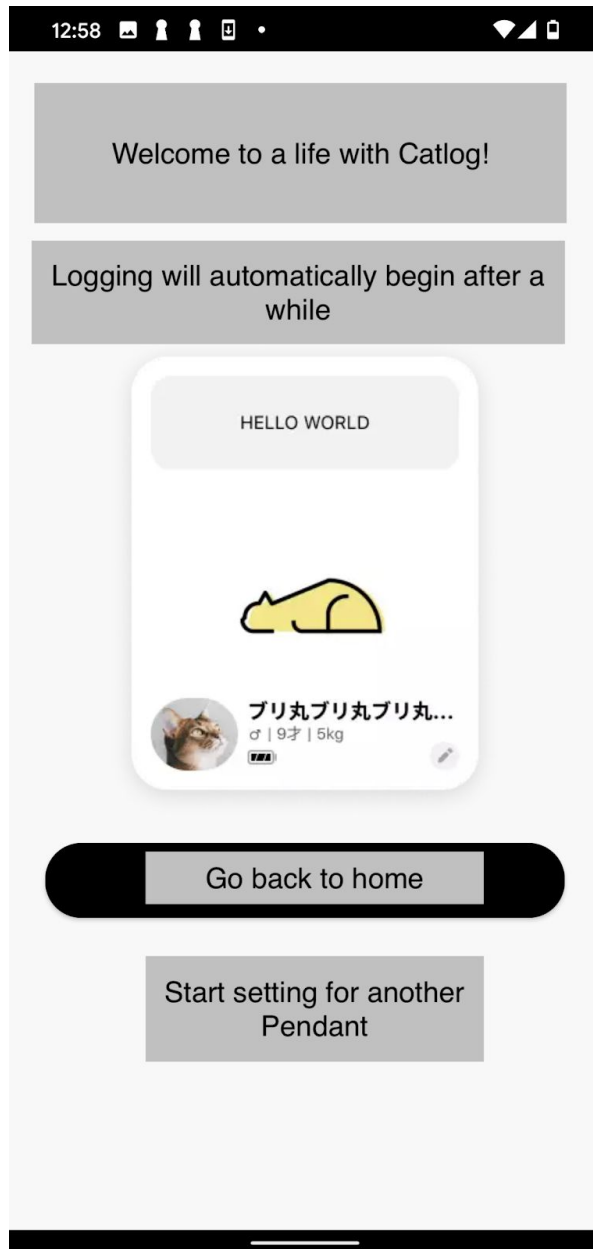 12:58
Welcome to a life with Catlog!
Logging will automatically begin after a
while
HELLO WORLD
ブリ丸ブリ丸ブリ丸...
♂ | 9才 | 5kg
Go back to home
Start setting for another
Pendant